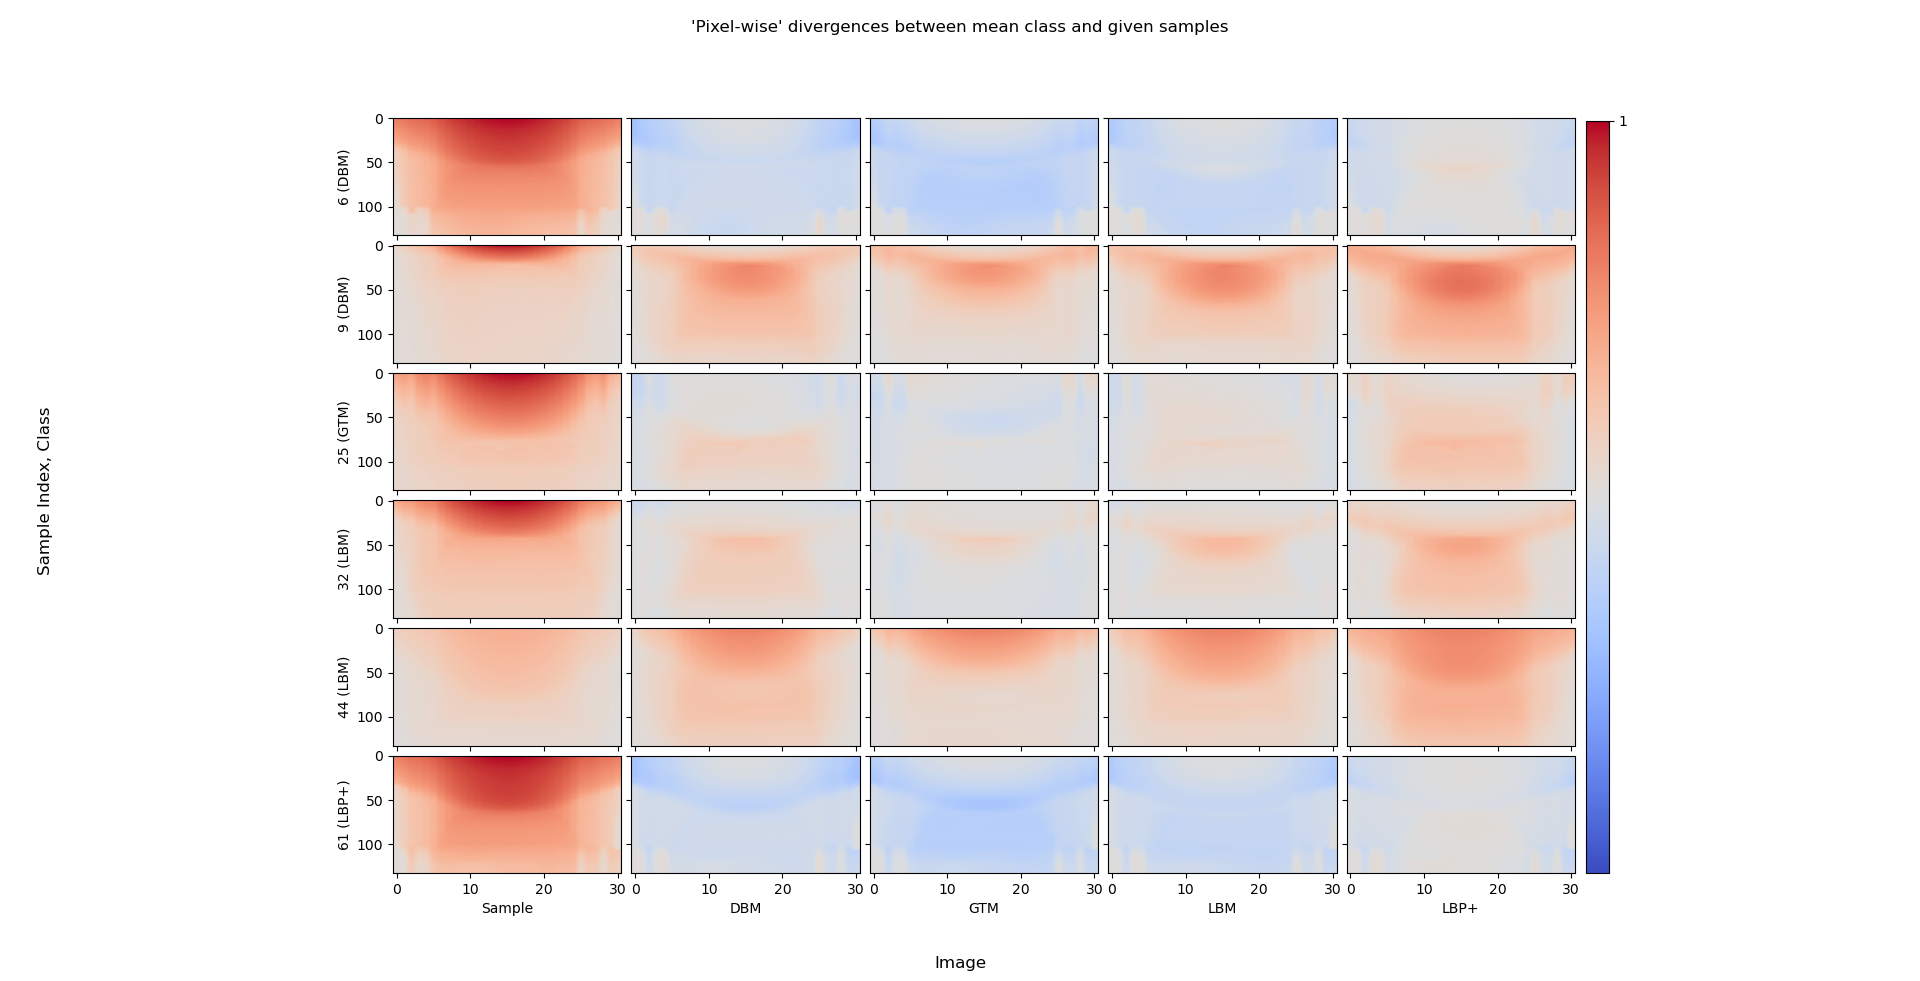 'Pixel-wise' divergences between mean class and given samples
1
0
50
100
6 (DBM)
0
50
100
9 (DBM)
0
50
100
25 (GTM)
0
50
100
32 (LBM)
0
50
100
44 (LBM)
0
50
100
61 (LBP+)
Sample Index, Class
0 10 20 30 0 10 20 30 0 10 20 30 0 10 20 30 0 10 20 30
Sample DBM GTM LBM LBP+
Image